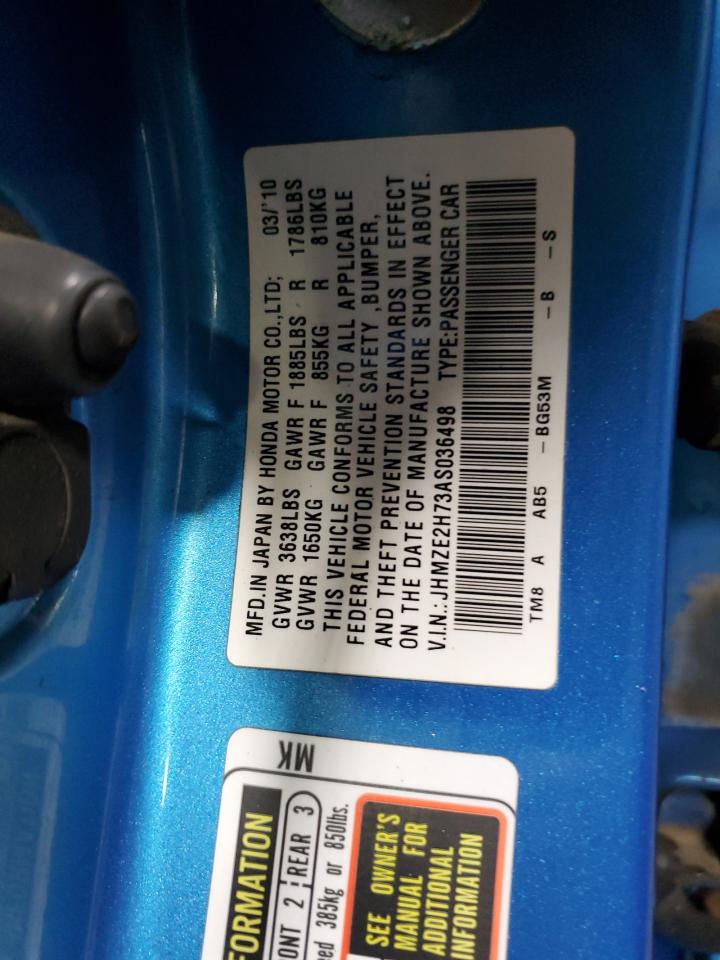 MFD.IN JAPAN BY HONDA MOTOR CO.,LTD; 03/'10
GVWR 3638LBS GAWR F 1885LBS R 1786LBS
GVWR 1650KG GAWR F 855KG R 810KG
THIS VEHICLE CONFORMS TO ALL APPLICABLE
FEDERAL MOTOR VEHICLE SAFETY ,BUMPER,
AND THEFT PREVENTION STANDARDS IN EFFECT
ON THE DATE OF MANUFACTURE SHOWN ABOVE.
V.I.N.: JHMZE2H73AS036498 TYPE:PASSENGER CAR
TM8 A AB5 – BG53M – B – S
MK
FORMATION
ONT 2 REAR 3
eed 385kg or 850lbs.
SEE OWNER'S
MANUAL FOR
ADDITIONAL
INFORMATION